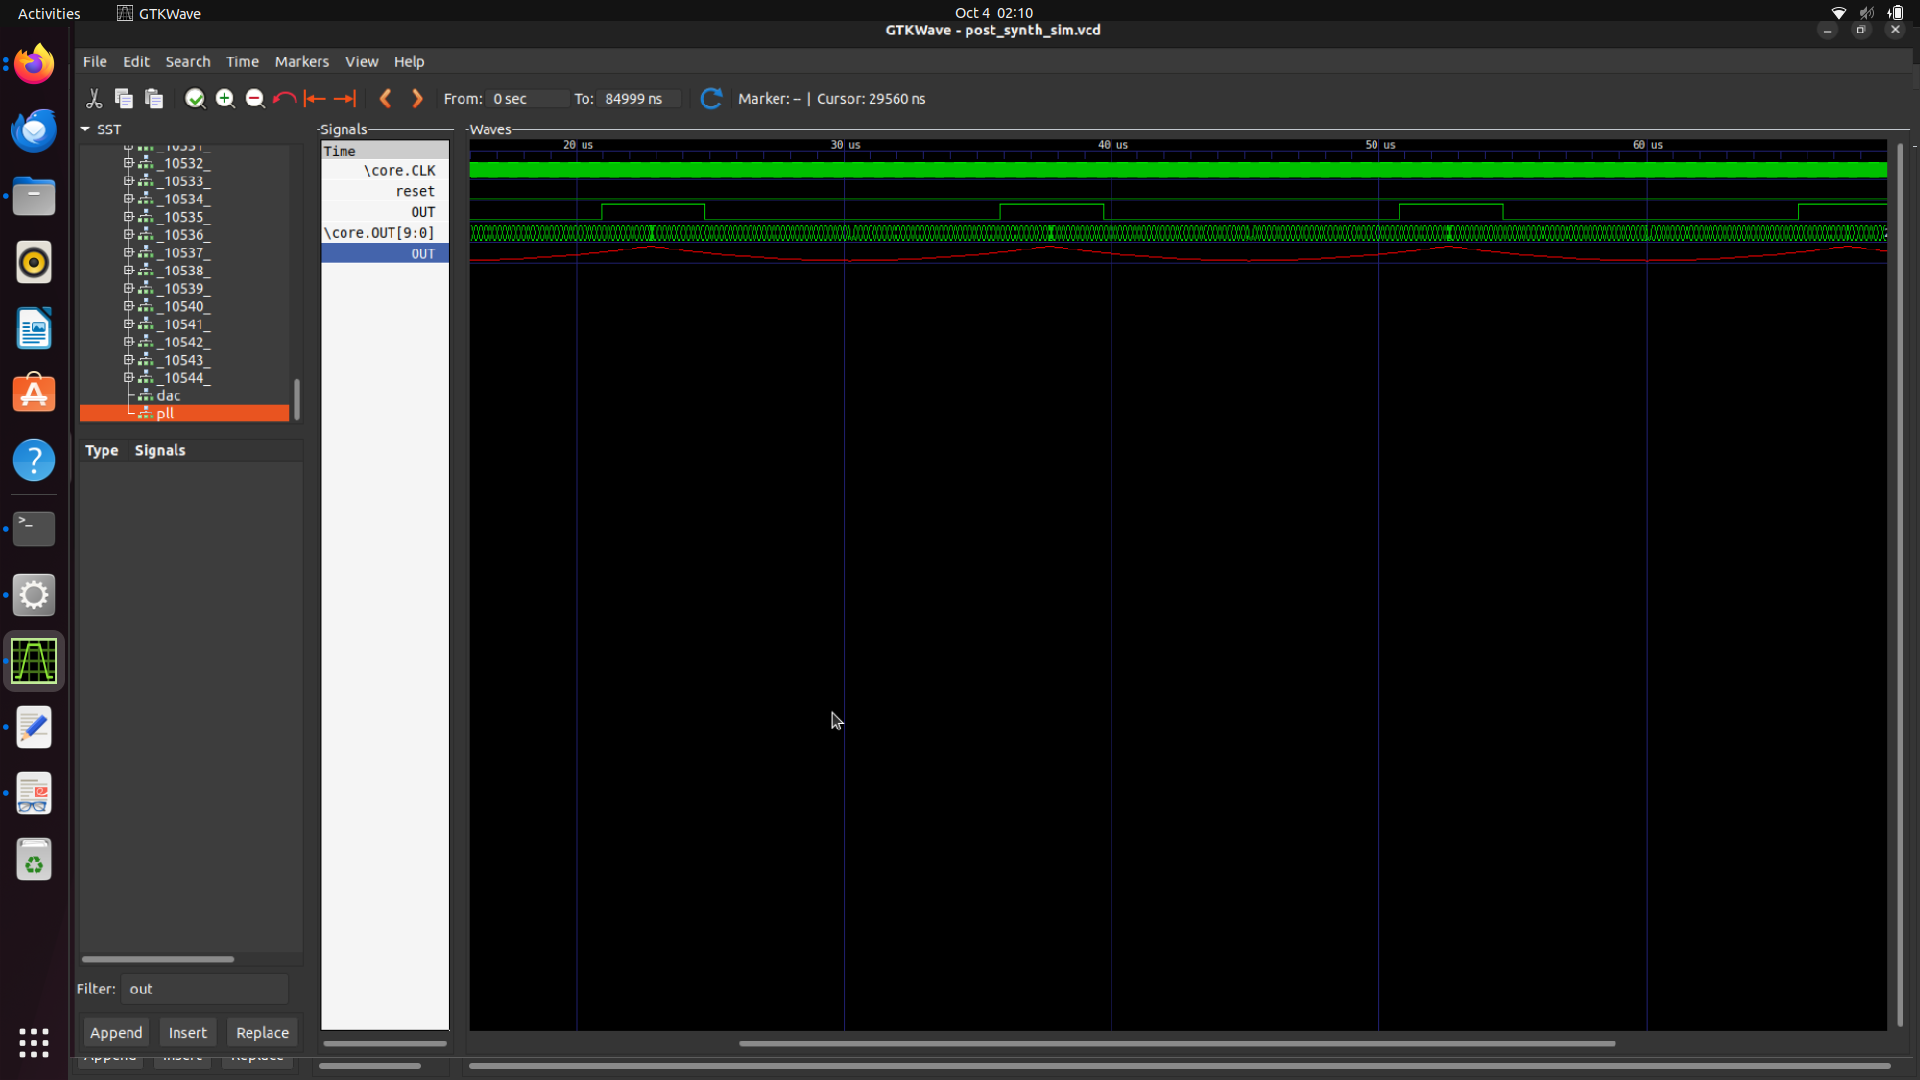 Activities GTKWave Oct 4 02:10
GTKWave - post_synth_sim.vcd
File Edit Search Time Markers View Help
From: 0 sec To: 84999 ns Marker: -- | Cursor: 29560 ns
SST
_10531_
_10532_
_10533_
_10534_
_10535_
_10536_
_10537_
_10538_
_10539_
_10540_
_10541_
_10542_
_10543_
_10544_
dac
pll
Type Signals
Filter: out
Append Insert Replace
Append Insert Replace
Signals
Time
\core.CLK
reset
OUT
\core.OUT[9:0]
OUT
Waves
20 us 30 us 40 us 50 us 60 us